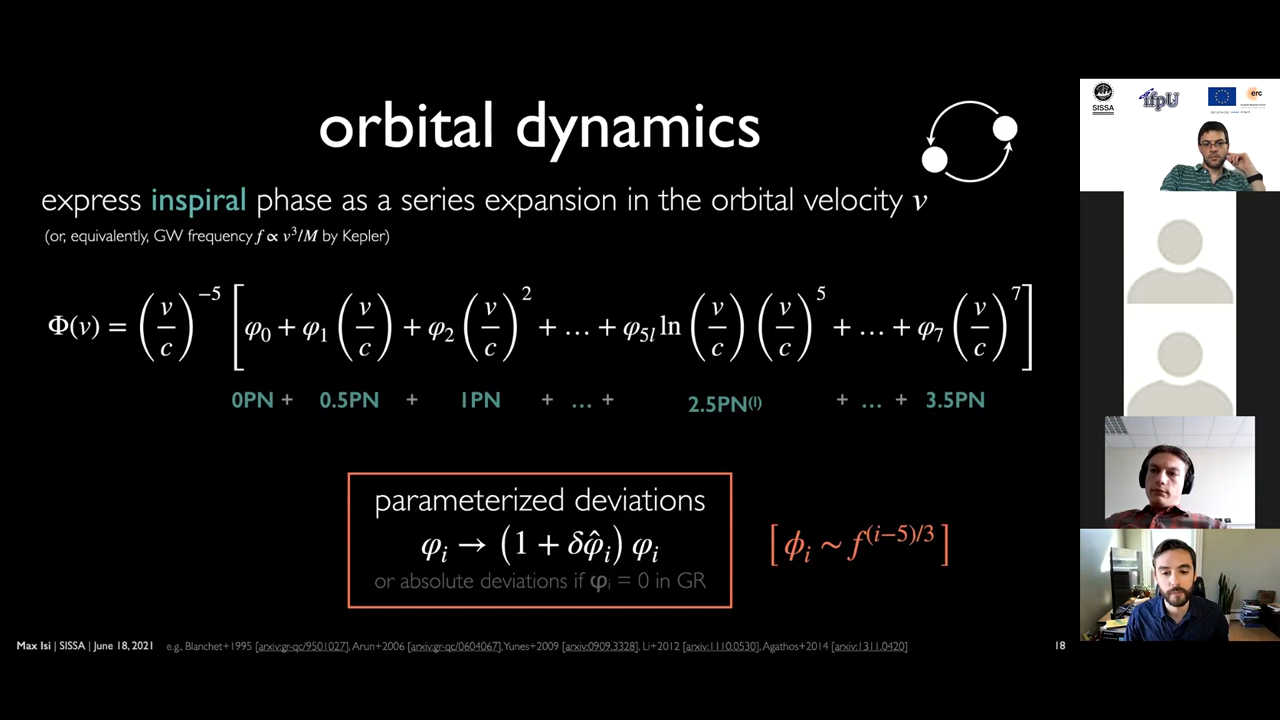 orbital dynamics
express inspiral phase as a series expansion in the orbital velocity v
(or, equivalently, GW frequency f ∝ v³/M by Kepler)
Φ(v) = (v/c)⁻⁵ [φ₀ + φ₁ (v/c) + φ₂ (v/c)² + … + φ₅ₗ ln (v/c) (v/c)⁵ + … + φ₇ (v/c)⁷]
0PN + 0.5PN + 1PN + … + 2.5PN⁽ˡ⁾ + … + 3.5PN
parameterized deviations
φᵢ → (1 + δφ̂ᵢ) φᵢ
or absolute deviations if φᵢ = 0 in GR
[ϕᵢ ~ f^(i−5)/3]
Max Isi | SISSA | June 18, 2021 e.g., Blanchet+1995 [arxiv:gr-qc/9501027], Arun+2006 [arxiv:gr-qc/0604067], Yunes+2009 [arxiv:0909.3328], Li+2012 [arxiv:1110.0530], Agathos+2014 [arxiv:1311.0420] 18
SISSA ifpU erc